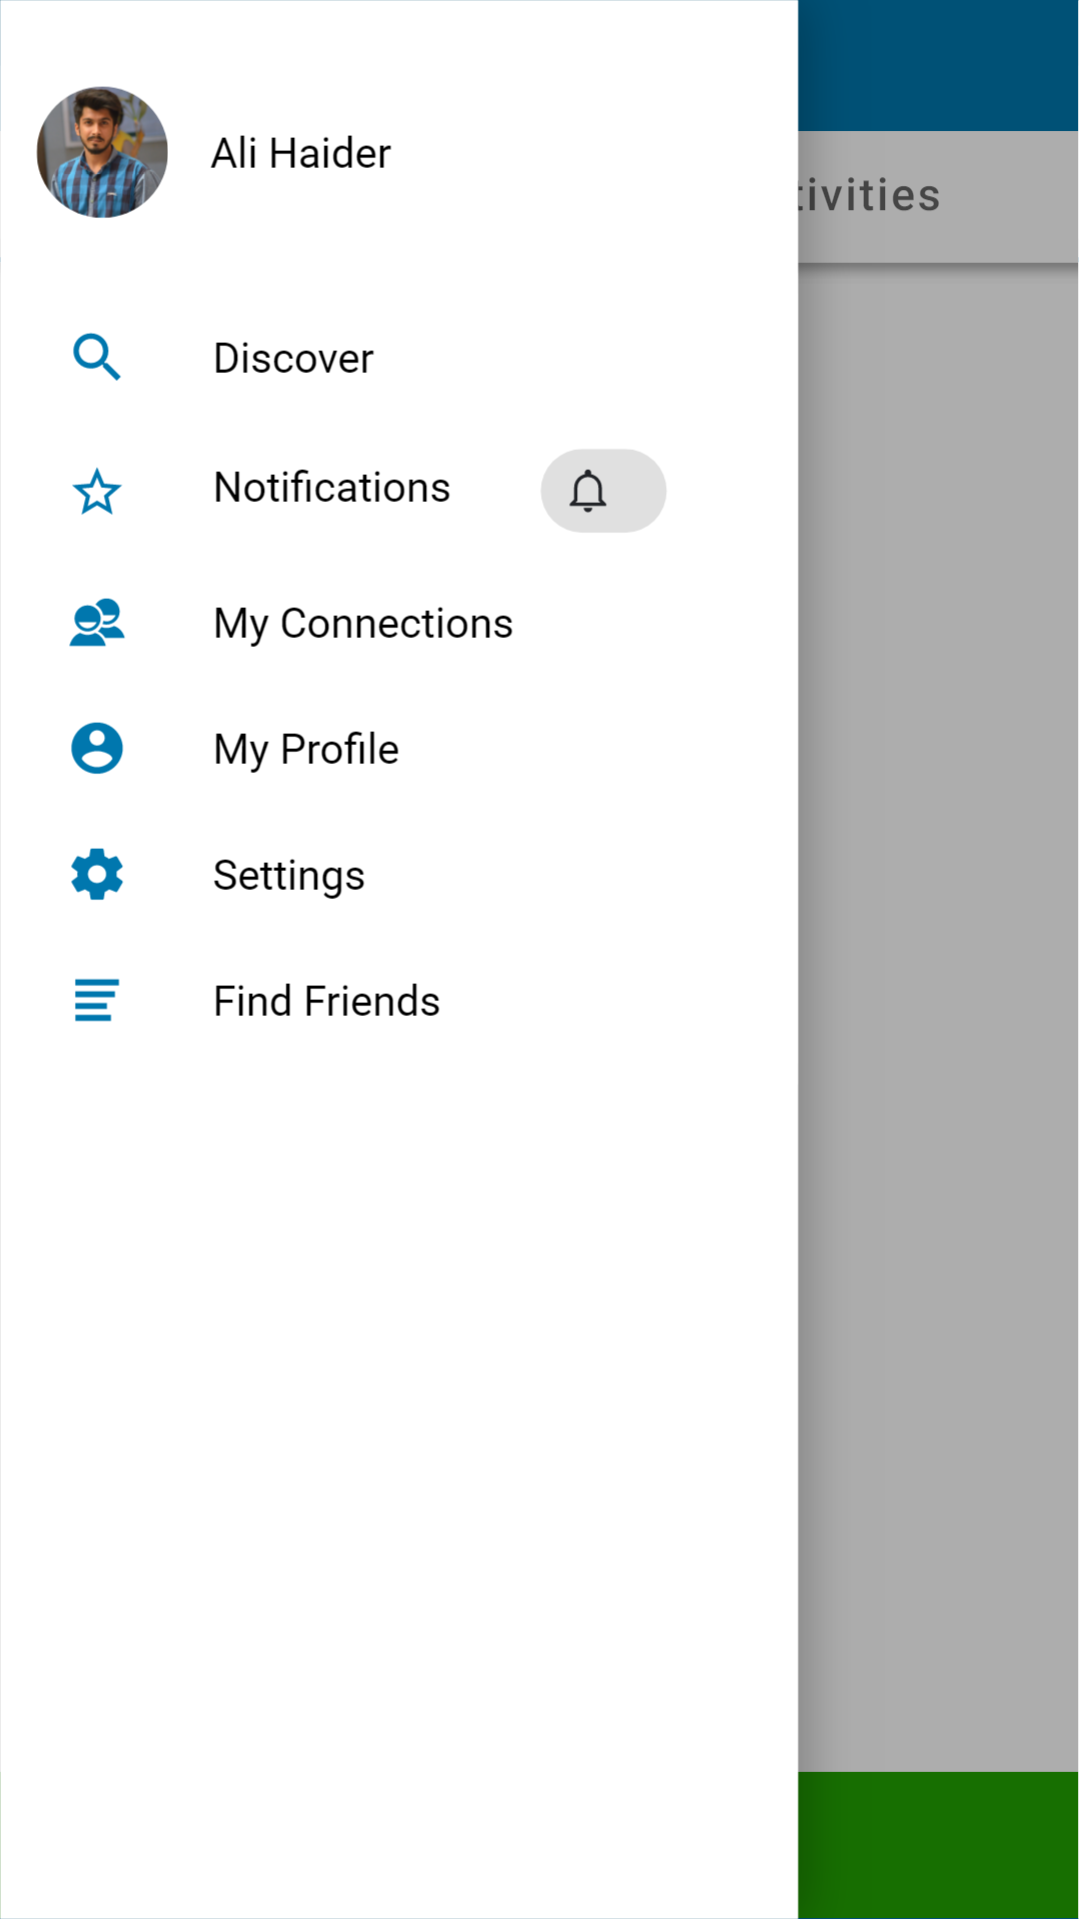 Ali Haider
tivities
Discover
Notifications
My Connections
My Profile
Settings
Find Friends